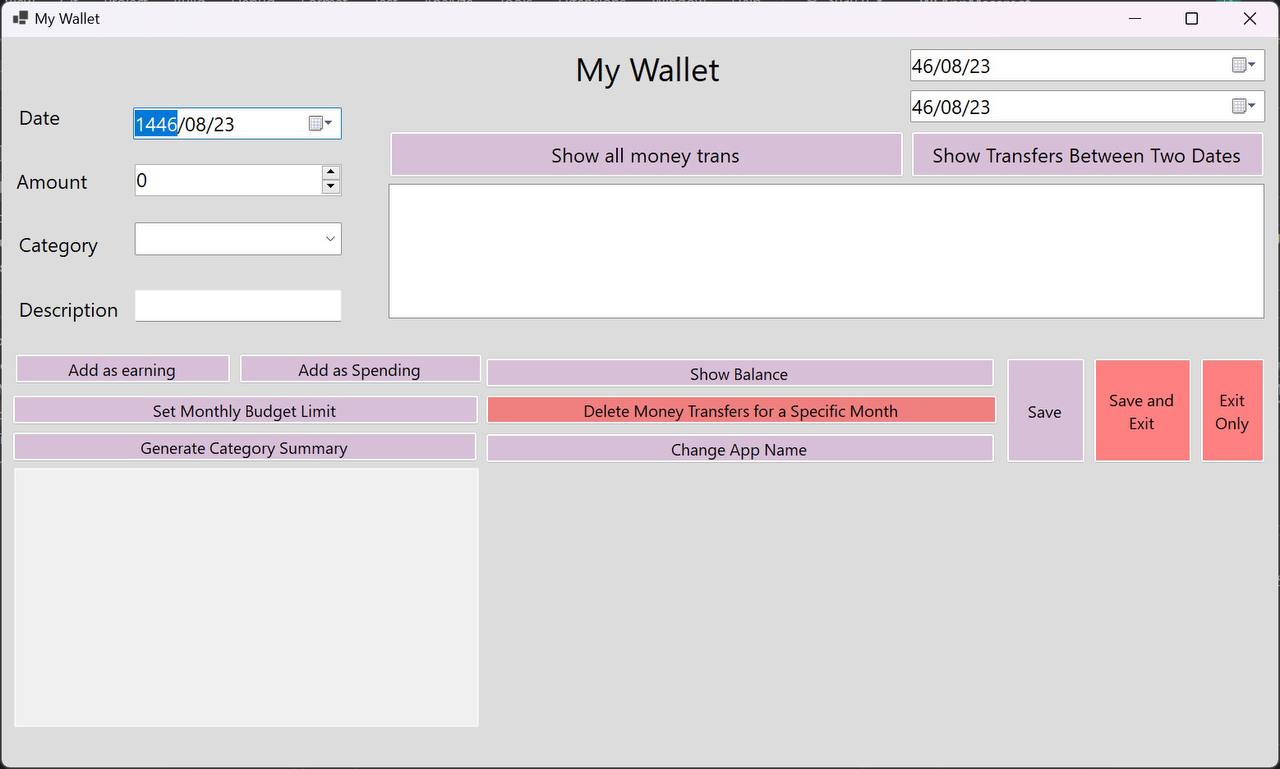 My Wallet
My Wallet
46/08/23
46/08/23
Date
1446/08/23
Show all money trans
Show Transfers Between Two Dates
Amount
0
Category
Description
Add as earning
Add as Spending
Show Balance
Set Monthly Budget Limit
Delete Money Transfers for a Specific Month
Generate Category Summary
Change App Name
Save
Save and
Exit
Exit
Only